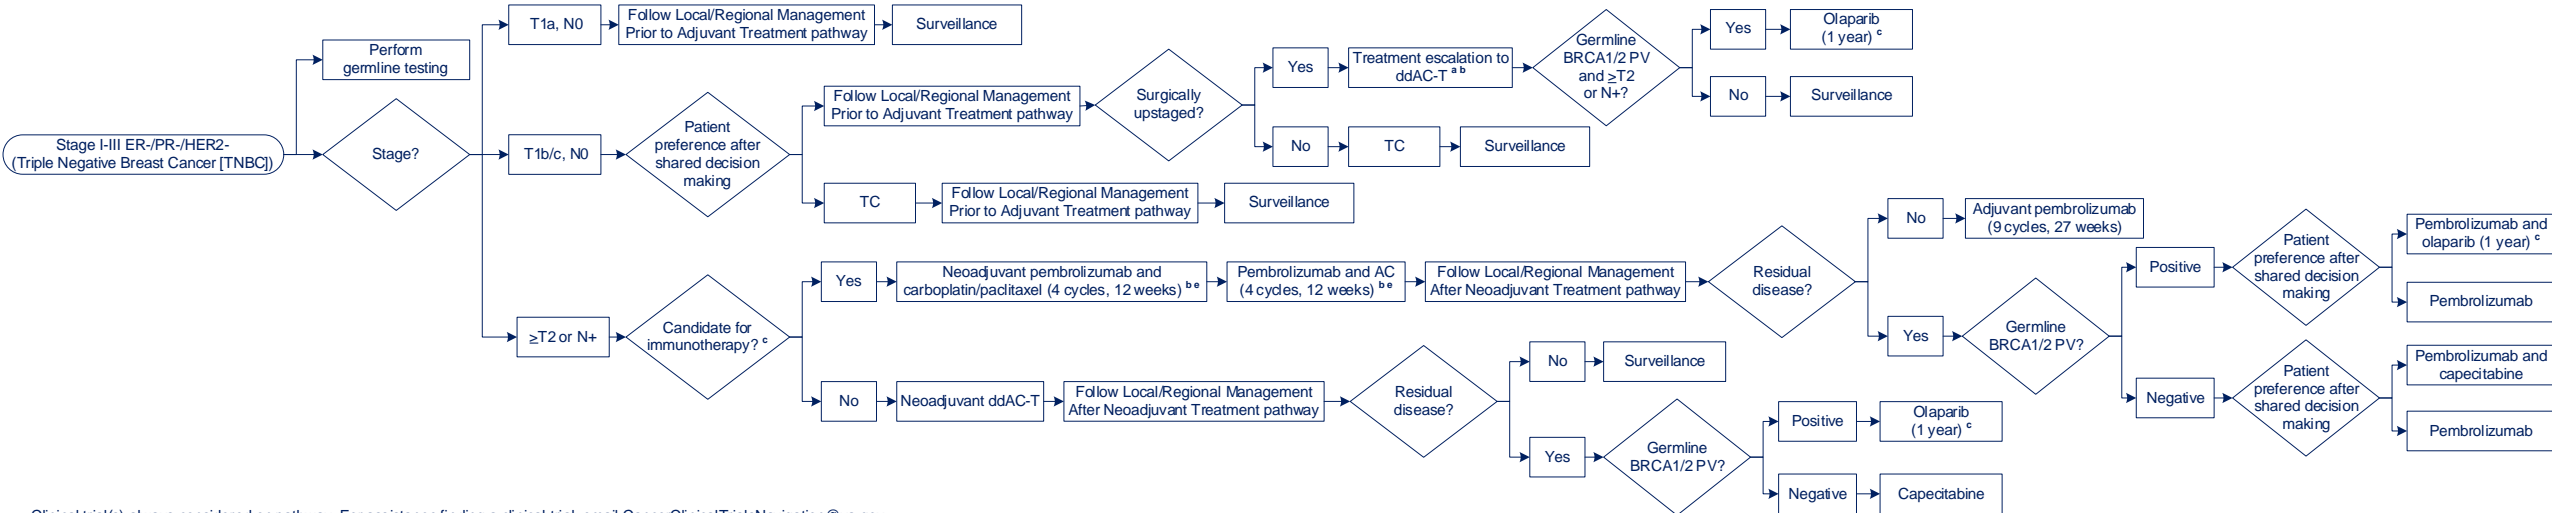 Stage I-III ER-/PR-/HER2-
(Triple Negative Breast Cancer [TNBC])
Perform
germline testing
Stage?
T1a, N0
Follow Local/Regional Management
Prior to Adjuvant Treatment pathway
Surveillance
T1b/c, N0
Patient
preference after
shared decision
making
Follow Local/Regional Management
Prior to Adjuvant Treatment pathway
Surgically
upstaged?
Yes
Treatment escalation to
ddAC-T a b
Germline
BRCA1/2 PV
and ≥T2
or N+?
Yes
Olaparib
(1 year) c
No
Surveillance
No
TC
Surveillance
TC
Follow Local/Regional Management
Prior to Adjuvant Treatment pathway
Surveillance
≥T2 or N+
Candidate for
immunotherapy? c
Yes
Neoadjuvant pembrolizumab and
carboplatin/paclitaxel (4 cycles, 12 weeks) b e
Pembrolizumab and AC
(4 cycles, 12 weeks) b e
Follow Local/Regional Management
After Neoadjuvant Treatment pathway
Residual
disease?
No
Adjuvant pembrolizumab
(9 cycles, 27 weeks)
Yes
Germline
BRCA1/2 PV?
Positive
Patient
preference after
shared decision
making
Pembrolizumab and
olaparib (1 year) c
Pembrolizumab
Negative
Patient
preference after
shared decision
making
Pembrolizumab and
capecitabine
Pembrolizumab
No
Neoadjuvant ddAC-T
Follow Local/Regional Management
After Neoadjuvant Treatment pathway
Residual
disease?
No
Surveillance
Yes
Germline
BRCA1/2 PV?
Positive
Olaparib
(1 year) c
Negative
Capecitabine